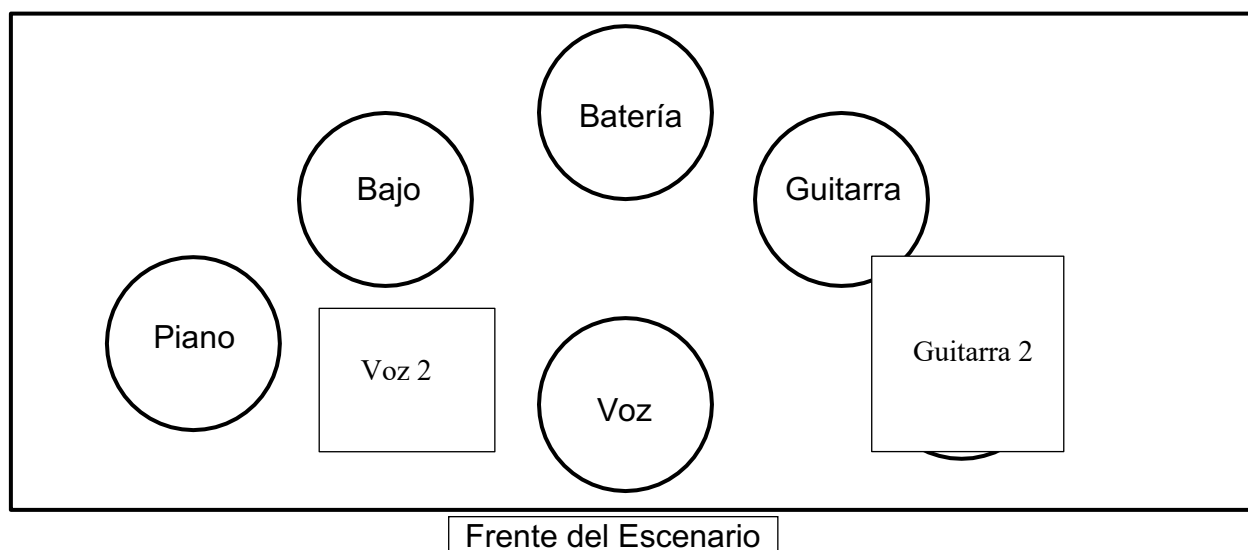 Batería
Bajo
Guitarra
Piano
Voz 2
Voz
Guitarra 2
Frente del Escenario